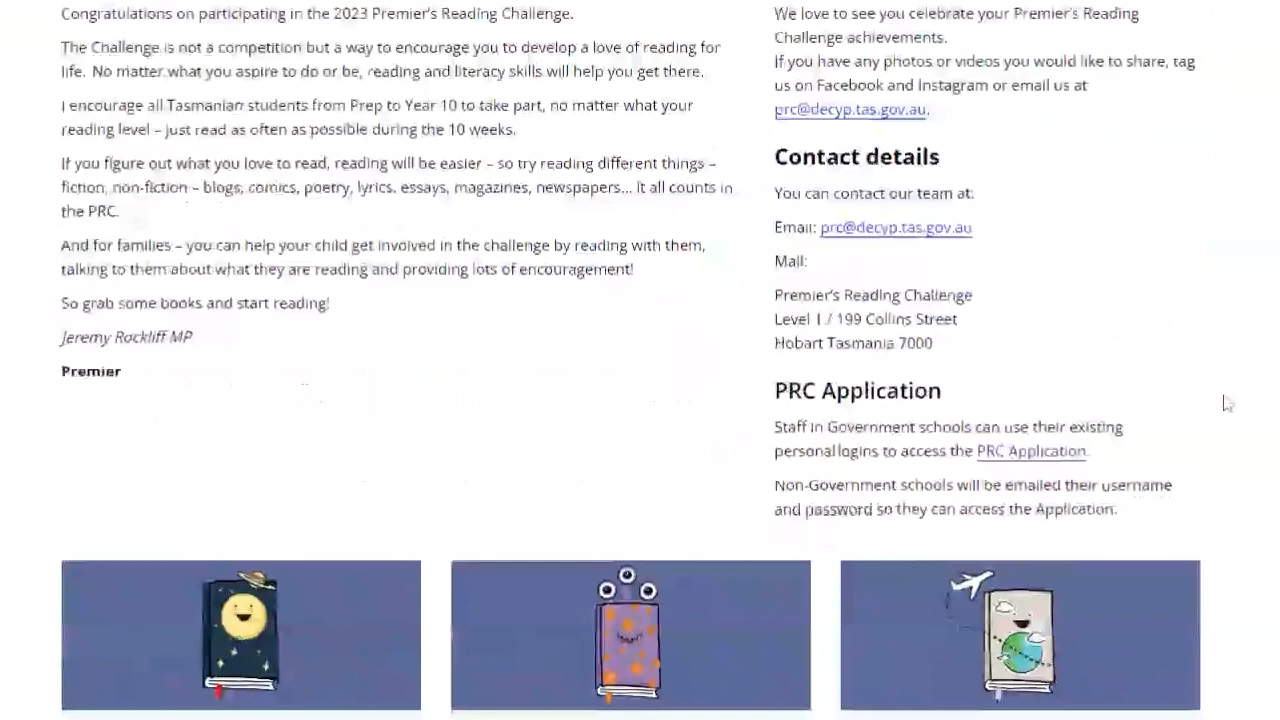 Congratulations on participating in the 2023 Premier's Reading Challenge.
The Challenge is not a competition but a way to encourage you to develop a love of reading for
life. No matter what you aspire to do or be, reading and literacy skills will help you get there.
I encourage all Tasmanian students from Prep to Year 10 to take part, no matter what your
reading level – just read as often as possible during the 10 weeks.
If you figure out what you love to read, reading will be easier – so try reading different things –
fiction, non-fiction – blogs, comics, poetry, lyrics, essays, magazines, newspapers... It all counts in
the PRC.
And for families – you can help your child get involved in the challenge by reading with them,
talking to them about what they are reading and providing lots of encouragement!
So grab some books and start reading!
Jeremy Rockliff MP
Premier
We love to see you celebrate your Premier's Reading
Challenge achievements.
If you have any photos or videos you would like to share, tag
us on Facebook and Instagram or email us at
prc@decyp.tas.gov.au.
Contact details
You can contact our team at:
Email: prc@decyp.tas.gov.au
Mail:
Premier's Reading Challenge
Level 1 / 199 Collins Street
Hobart Tasmania 7000
PRC Application
Staff in Government schools can use their existing
personal logins to access the PRC Application.
Non-Government schools will be emailed their username
and password so they can access the Application.